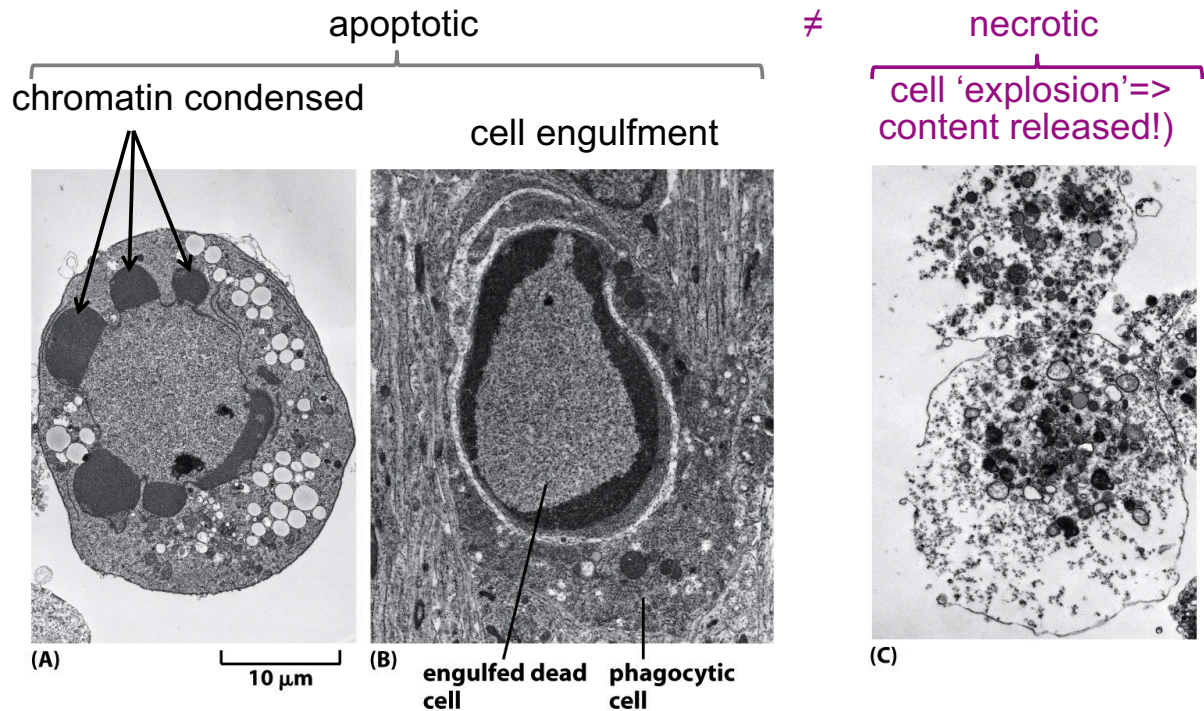 apoptotic ≠ necrotic
chromatin condensed
cell engulfment
cell ‘explosion’=>
content released!)
(A)
10 μm
(B)
engulfed dead
cell
phagocytic
cell
(C)